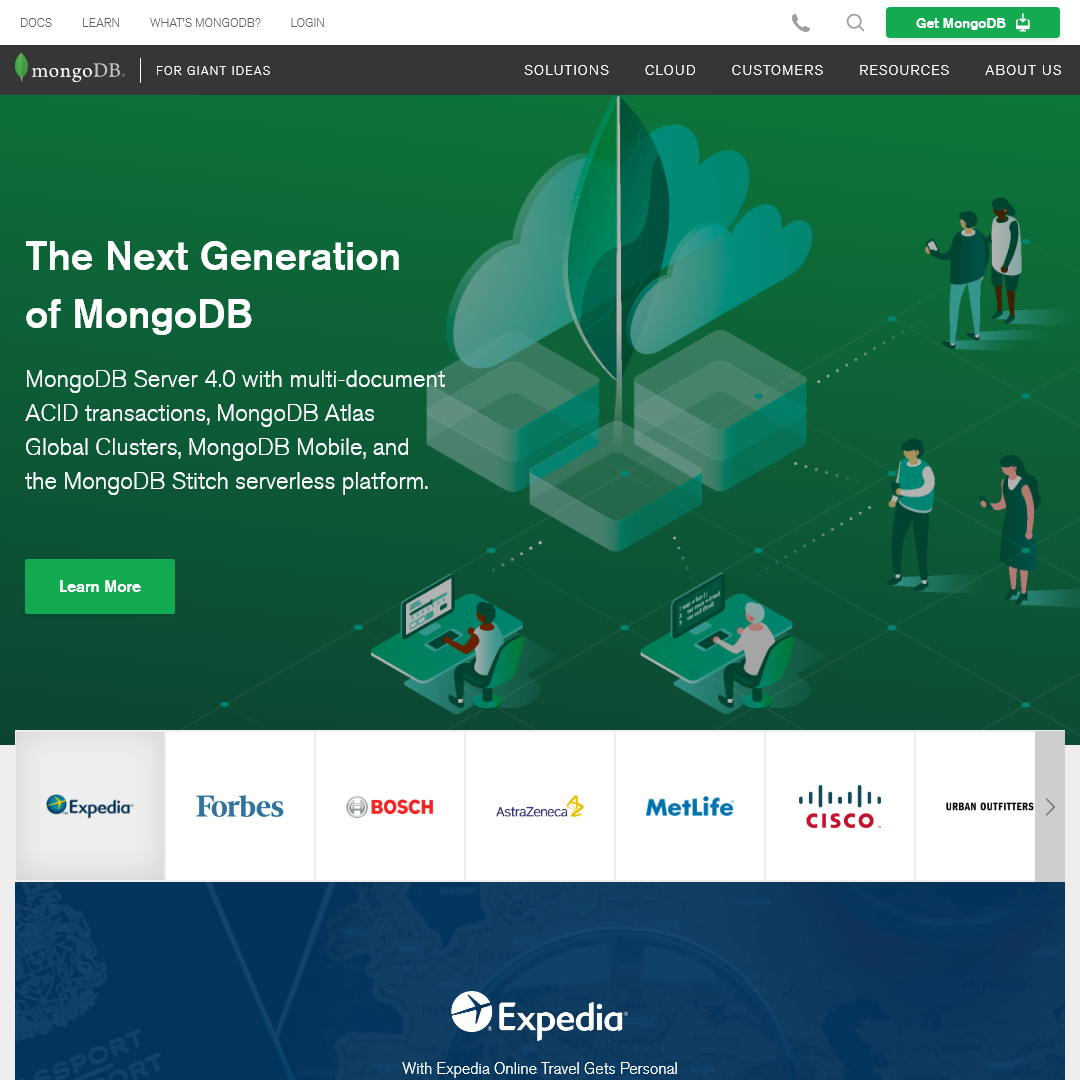 DOCS LEARN WHAT'S MONGODB? LOGIN Get MongoDB
mongoDB. FOR GIANT IDEAS SOLUTIONS CLOUD CUSTOMERS RESOURCES ABOUT US
The Next Generation
of MongoDB
MongoDB Server 4.0 with multi-document
ACID transactions, MongoDB Atlas
Global Clusters, MongoDB Mobile, and
the MongoDB Stitch serverless platform.
Learn More
Expedia Forbes BOSCH AstraZeneca MetLife CISCO URBAN OUTFITTERS
Expedia
With Expedia Online Travel Gets Personal